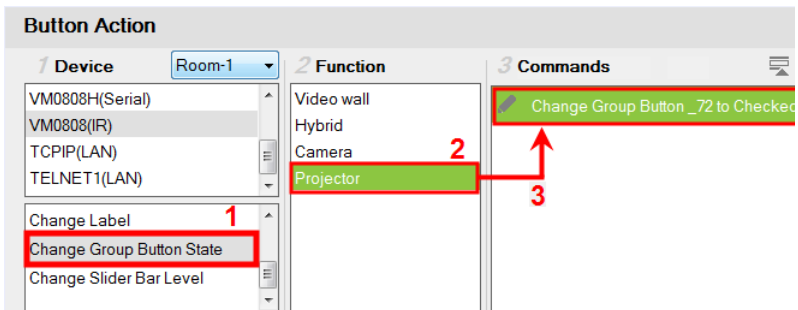 Button Action
1 Device
Room-1
2 Function
3 Commands
VM0808H(Serial)
VM0808(IR)
TCPIP(LAN)
TELNET1(LAN)
Video wall
Hybrid
Camera
2
Projector
Change Group Button _72 to Checked
3
Change Label
1
Change Group Button State
Change Slider Bar Level